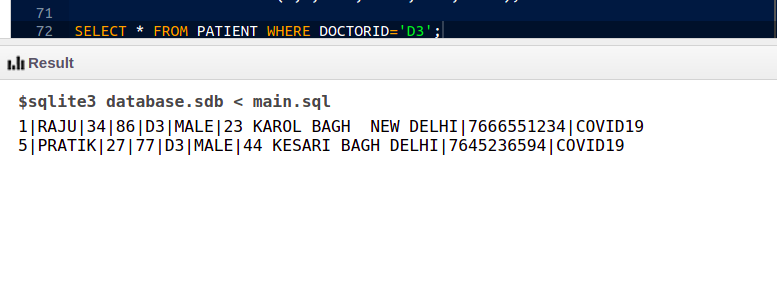 71
72 SELECT * FROM PATIENT WHERE DOCTORID='D3';
Result
$sqlite3 database.sdb < main.sql
1|RAJU|34|86|D3|MALE|23 KAROL BAGH  NEW DELHI|7666551234|COVID19
5|PRATIK|27|77|D3|MALE|44 KESARI BAGH DELHI|7645236594|COVID19